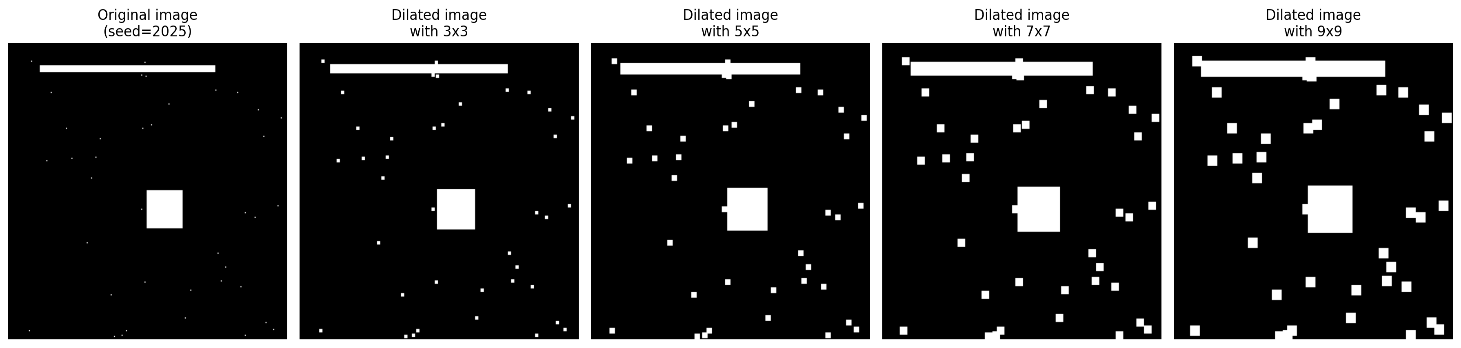 Original image
(seed=2025)
Dilated image
with 3x3
Dilated image
with 5x5
Dilated image
with 7x7
Dilated image
with 9x9